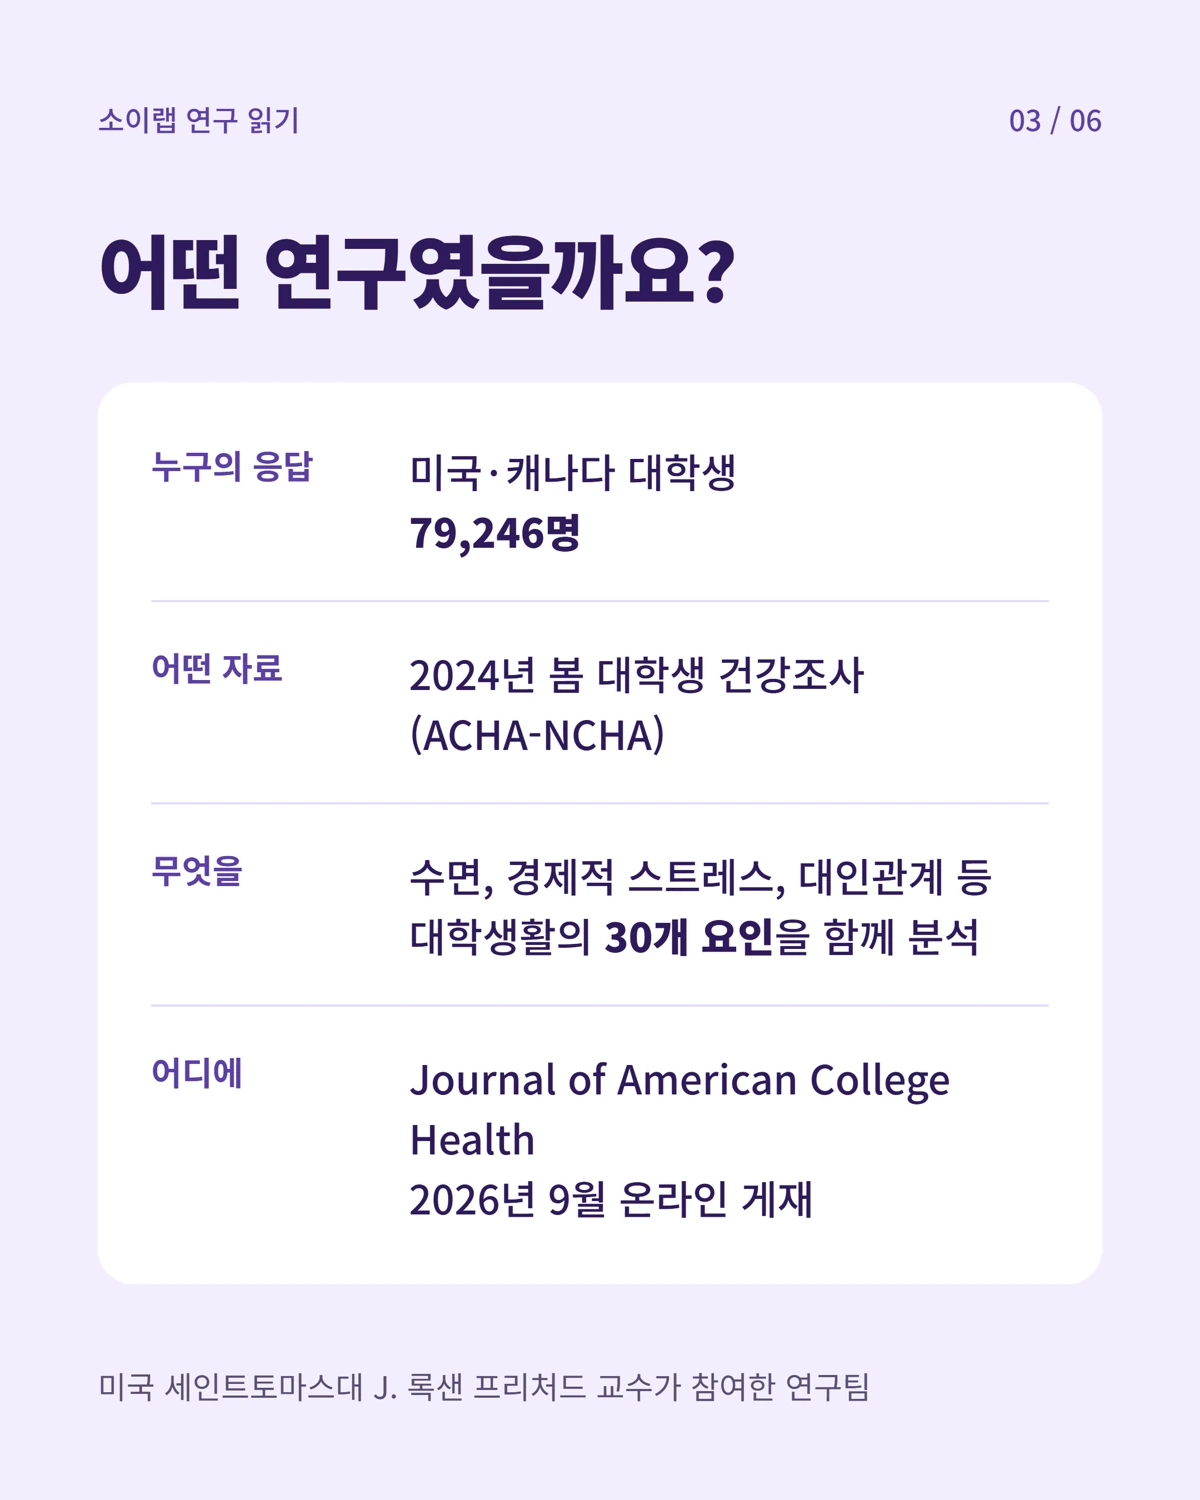 소이랩 연구 읽기
03 / 06
어떤 연구였을까요?
누구의 응답
미국·캐나다 대학생
79,246명
어떤 자료
2024년 봄 대학생 건강조사
(ACHA-NCHA)
무엇을
수면, 경제적 스트레스, 대인관계 등
대학생활의 30개 요인을 함께 분석
어디에
Journal of American College
Health
2026년 9월 온라인 게재
미국 세인트토마스대 J. 록샌 프리처드 교수가 참여한 연구팀